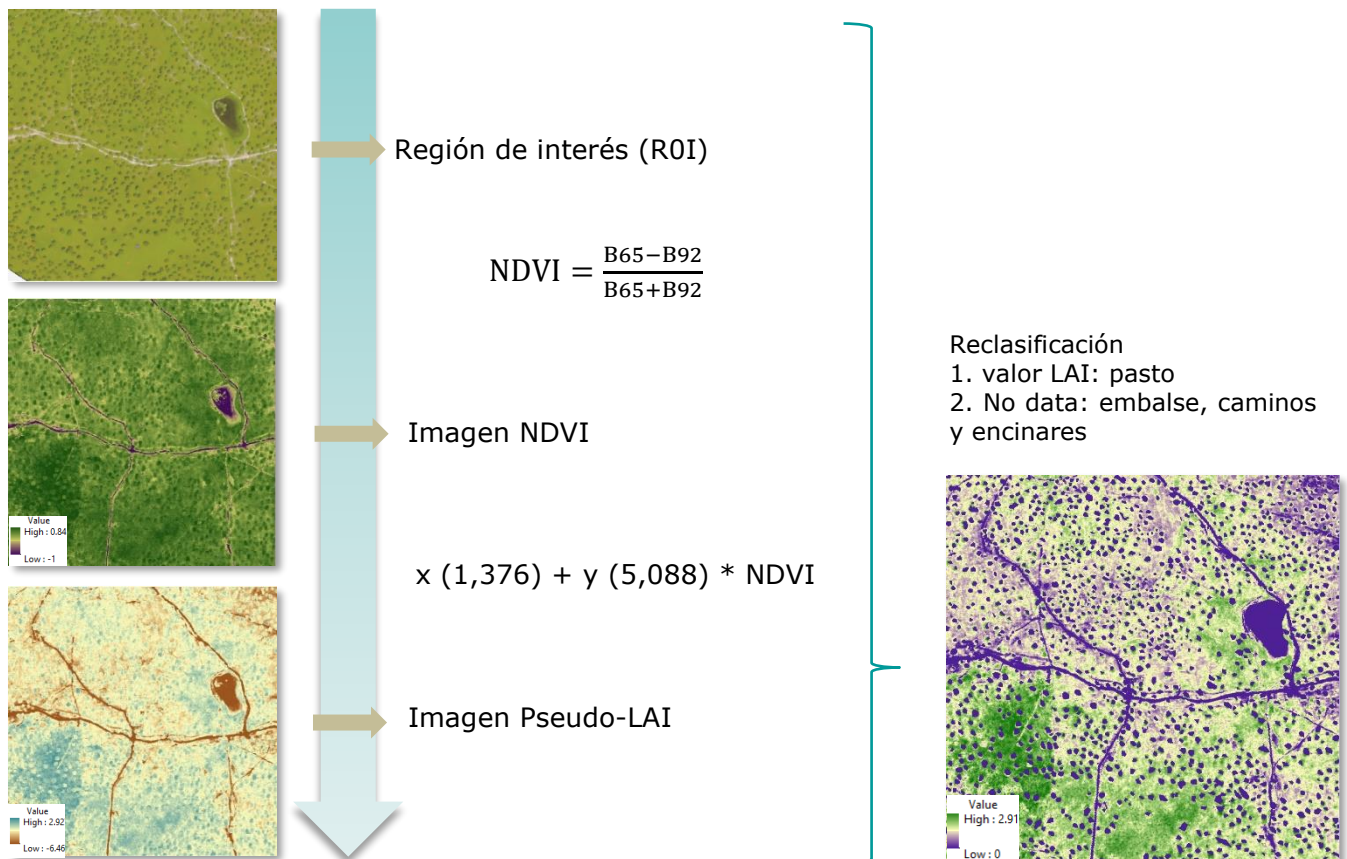 Región de interés (R0I)
NDVI = B65−B92
B65+B92
Value
High : 0.84
Low : -1
Imagen NDVI
x (1,376) + y (5,088) * NDVI
Value
High : 2.92
Low : -6.46
Imagen Pseudo-LAI
Reclasificación
1. valor LAI: pasto
2. No data: embalse, caminos
y encinares
Value
High : 2.91
Low : 0